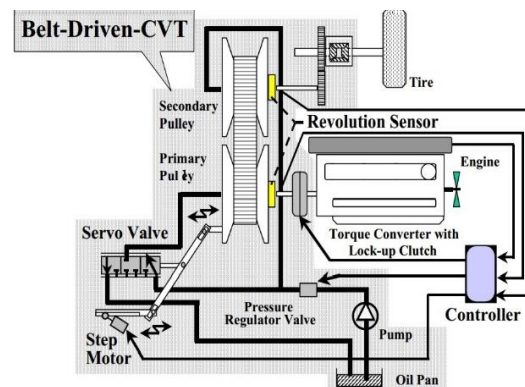 Belt-Driven-CVT
Tire
Secondary
Pulley
Revolution Sensor
Primary
Pulley
Engine
Servo Valve
Torque Converter with
Lock-up Clutch
Pressure
Regulator Valve
Pump
Controller
Step
Motor
Oil Pan